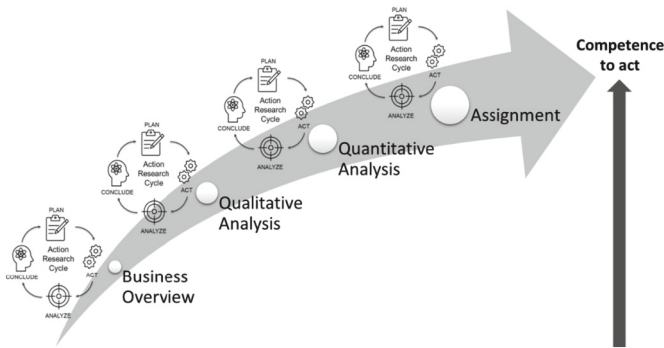 PLAN
Action
Research
Cycle
CONCLUDE
ACT
ANALYZE
Competence
to act
Assignment
PLAN
Action
Research
Cycle
CONCLUDE
ACT
ANALYZE
Quantitative
Analysis
PLAN
Action
Research
Cycle
CONCLUDE
ACT
ANALYZE
Qualitative
Analysis
PLAN
Action
Research
Cycle
CONCLUDE
ACT
ANALYZE
Business
Overview